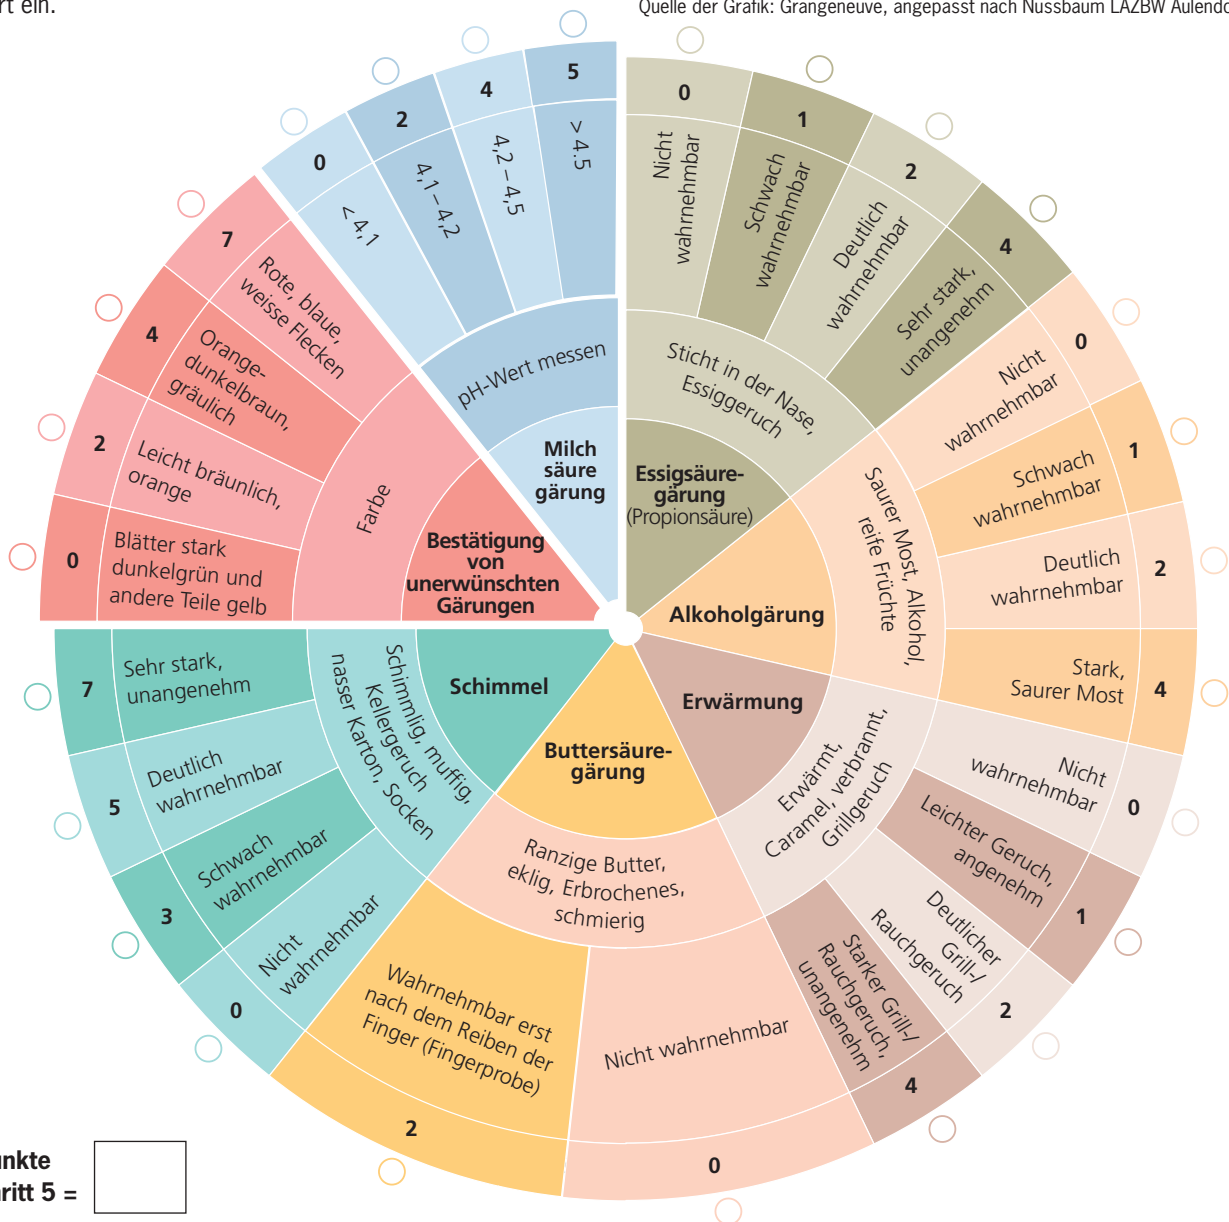 rt ein.
Quelle der Grafik: Grangeneuve, angepasst nach Nussbaum LAZBW Aulendo
0
Nicht
wahrnehmbar
1
Schwach
wahrnehmbar
2
Deutlich
wahrnehmbar
4
Sehr stark,
unangenehm
Sticht in der Nase,
Essiggeruch
Essigsäure-
gärung
(Propionsäure)
0
Nicht
wahrnehmbar
1
Schwach
wahrnehmbar
2
Deutlich
wahrnehmbar
4
Stark,
Saurer Most
Saurer Most, Alkohol,
reife Früchte
Alkoholgärung
0
Nicht
wahrnehmbar
1
Leichter Geruch,
angenehm
2
Deutlicher
Grill-/
Rauchgeruch
4
Starker Grill-/
Rauchgeruch,
unangenehm
Erwärmt,
Caramel, verbrannt,
Grillgeruch
Erwärmung
0
Nicht wahrnehmbar
2
Wahrnehmbar erst
nach dem Reiben der
Finger (Fingerprobe)
Ranzige Butter,
eklig, Erbrochenes,
schmierig
Buttersäure-
gärung
0
Nicht
wahrnehmbar
3
Schwach
wahrnehmbar
5
Deutlich
wahrnehmbar
7
Sehr stark,
unangenehm
Schimmlig, muffig,
Kellergeruch
nasser Karton, Socken
Schimmel
0
Blätter stark
dunkelgrün und
andere Teile gelb
2
Leicht bräunlich,
orange
4
Orange-
dunkelbraun,
gräulich
7
Rote, blaue,
weisse Flecken
Farbe
Bestätigung
von
unerwünschten
Gärungen
0
< 4,1
2
4,1 – 4,2
4
4,2 – 4,5
5
> 4.5
pH-Wert messen
Milch
säure
gärung
unkte
ritt 5 =